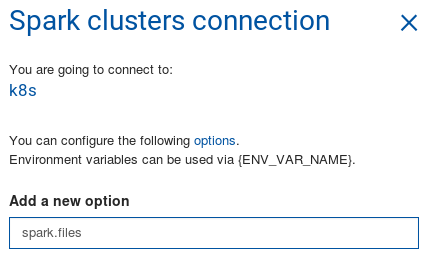 Spark clusters connection
You are going to connect to:
k8s
You can configure the following options.
Environment variables can be used via {ENV_VAR_NAME}.
Add a new option
spark.files